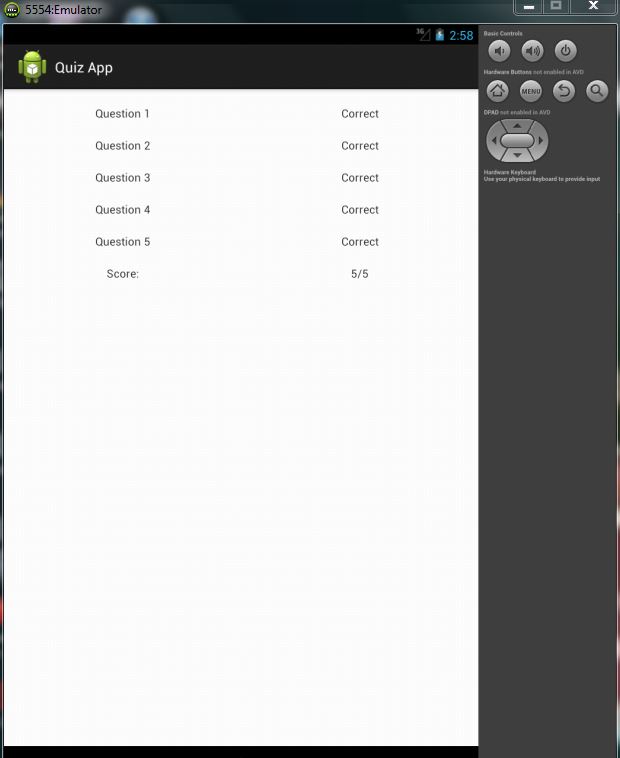 5554:Emulator
3G 2:58
Quiz App
Question 1 Correct
Question 2 Correct
Question 3 Correct
Question 4 Correct
Question 5 Correct
Score: 5/5
Basic Controls
Hardware Buttons not enabled in AVD
MENU
DPAD not enabled in AVD
Hardware Keyboard
Use your physical keyboard to provide input